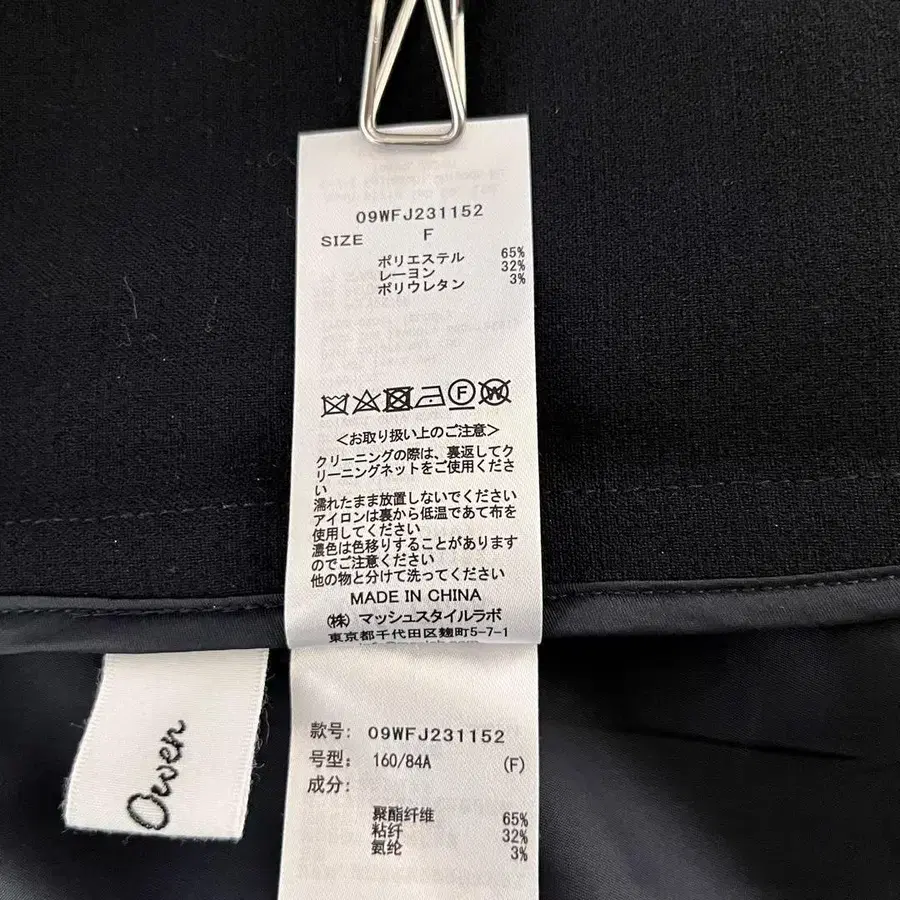 09WFJ231152
SIZE F
ポリエステル 65%
レーヨン 32%
ポリウレタン 3%
F W
<お取り扱い上のご注意>
クリーニングの際は、裏返してク
リーニングネットをご使用くださ
い
濡れたまま放置しないでください
アイロンは裏から低温であて布を
使用してください
濃色は色移りすることがあります
のでご注意ください
他の物と分けて洗ってください
MADE IN CHINA
(株) マッシュスタイルラボ
東京都千代田区麹町5-7-1
Owen
款号: 09WFJ231152
号型: 160/84A (F)
成分:
聚酯纤维 65%
粘纤 32%
氨纶 3%